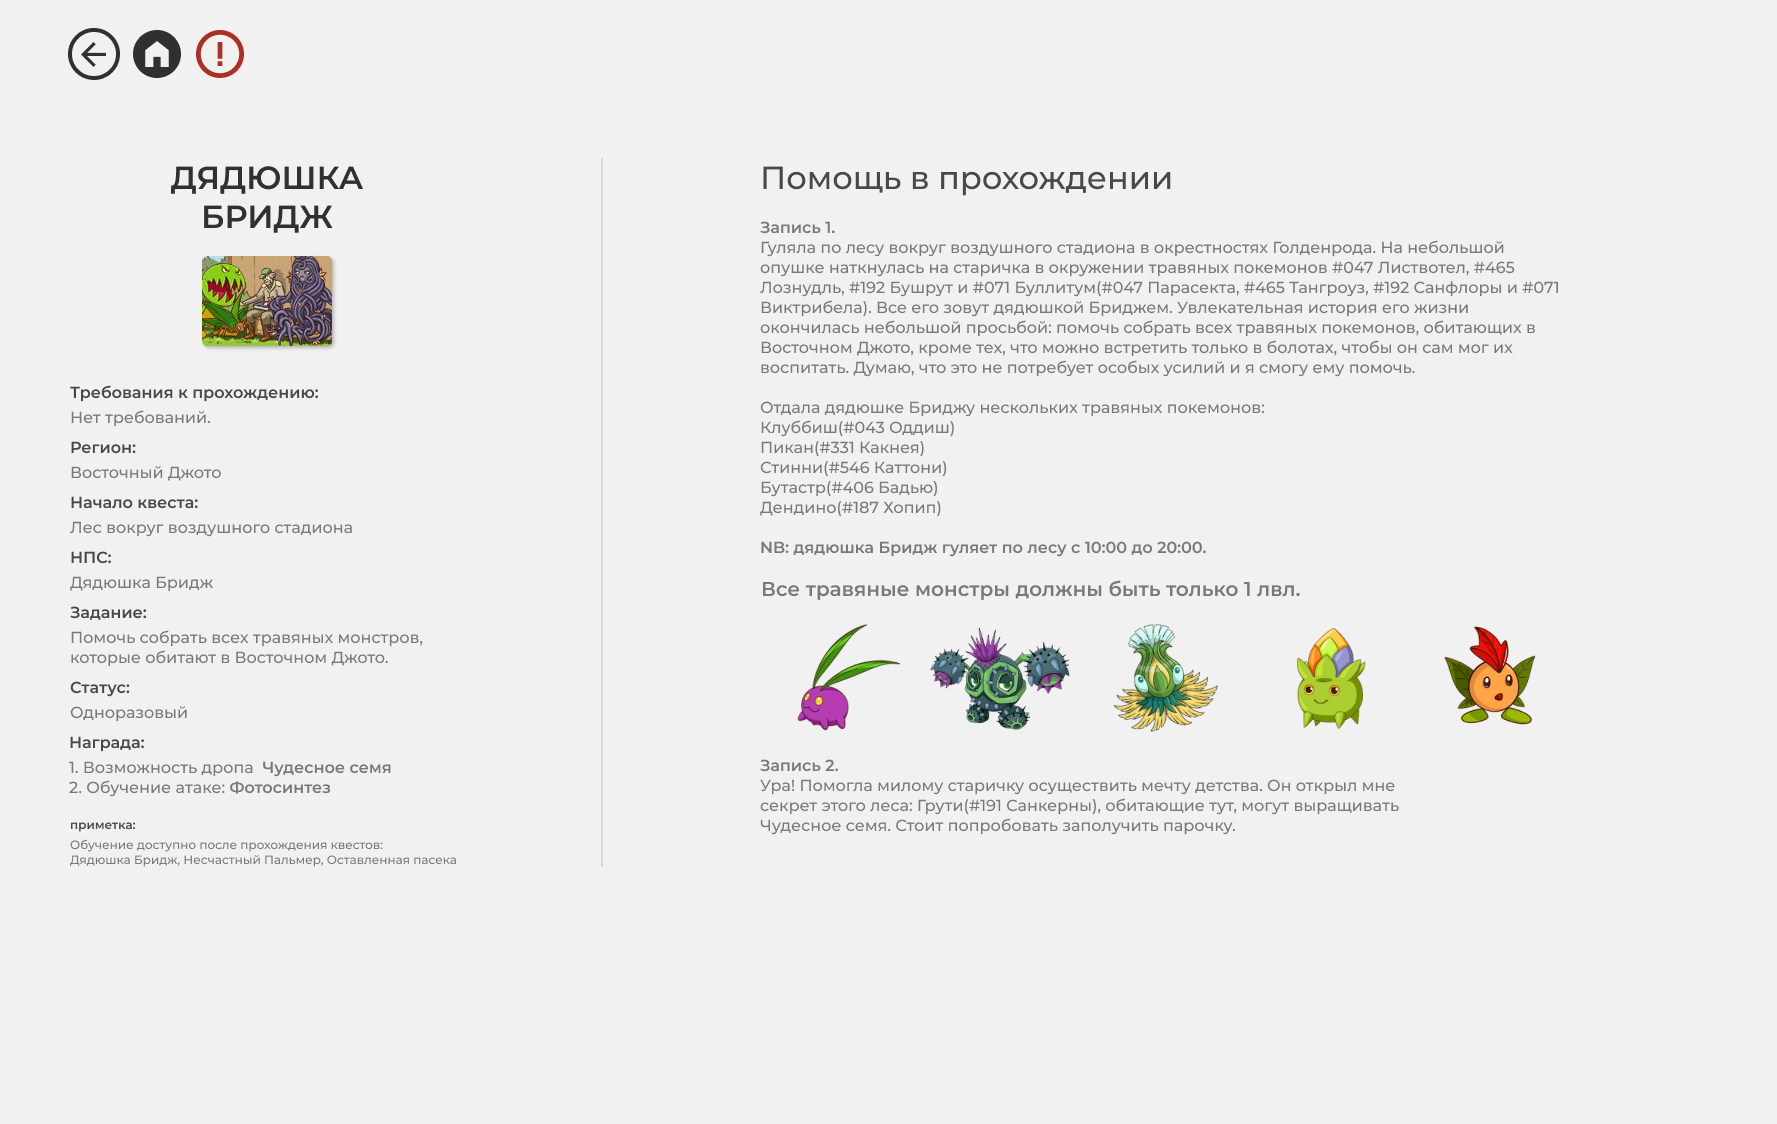 ДЯДЮШКА
БРИДЖ
Требования к прохождению:
Нет требований.
Регион:
Восточный Джото
Начало квеста:
Лес вокруг воздушного стадиона
НПС:
Дядюшка Бридж
Задание:
Помочь собрать всех травяных монстров,
которые обитают в Восточном Джото.
Статус:
Одноразовый
Награда:
1. Возможность дропа Чудесное семя
2. Обучение атаке: Фотосинтез
приметка:
Обучение доступно после прохождения квестов:
Дядюшка Бридж, Несчастный Пальмер, Оставленная пасека
Помощь в прохождении
Запись 1.
Гуляла по лесу вокруг воздушного стадиона в окрестностях Голденрода. На небольшой
опушке наткнулась на старичка в окружении травяных покемонов #047 Листвотел, #465
Лознудль, #192 Бушрут и #071 Буллитум(#047 Парасекта, #465 Тангроуз, #192 Санфлоры и #071
Виктрибела). Все его зовут дядюшкой Бриджем. Увлекательная история его жизни
окончилась небольшой просьбой: помочь собрать всех травяных покемонов, обитающих в
Восточном Джото, кроме тех, что можно встретить только в болотах, чтобы он сам мог их
воспитать. Думаю, что это не потребует особых усилий и я смогу ему помочь.
Отдала дядюшке Бриджу нескольких травяных покемонов:
Клуббиш(#043 Оддиш)
Пикан(#331 Какнея)
Стинни(#546 Каттони)
Бутастр(#406 Бадью)
Дендино(#187 Хопип)
NB: дядюшка Бридж гуляет по лесу с 10:00 до 20:00.
Все травяные монстры должны быть только 1 лвл.
Запись 2.
Ура! Помогла милому старичку осуществить мечту детства. Он открыл мне
секрет этого леса: Грути(#191 Санкерны), обитающие тут, могут выращивать
Чудесное семя. Стоит попробовать заполучить парочку.